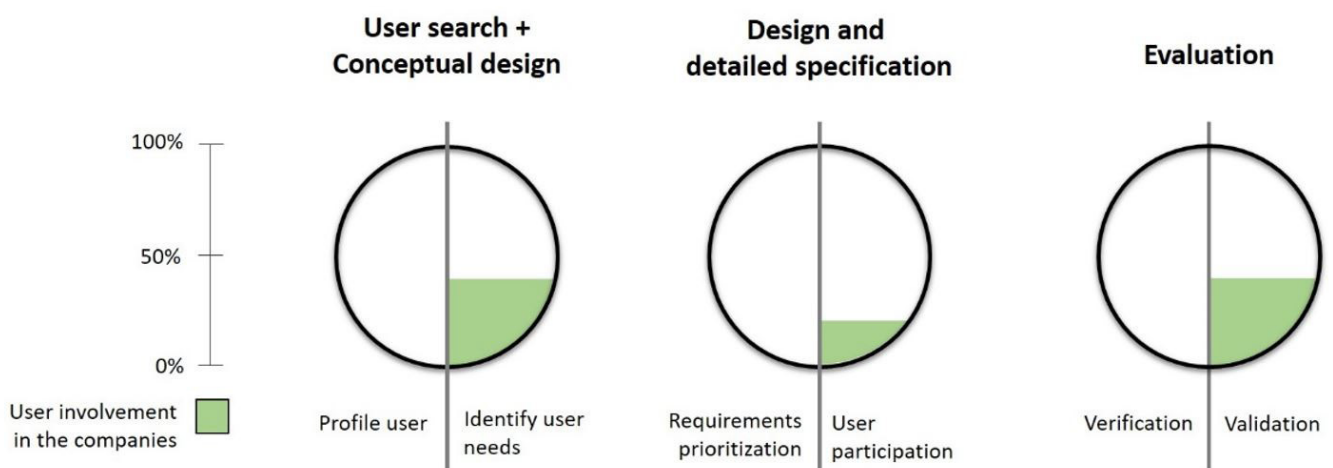 User search +
Conceptual design
Design and
detailed specification
Evaluation
100%
50%
0%
User involvement
in the companies
Profile user
Identify user
needs
Requirements
prioritization
User
participation
Verification
Validation